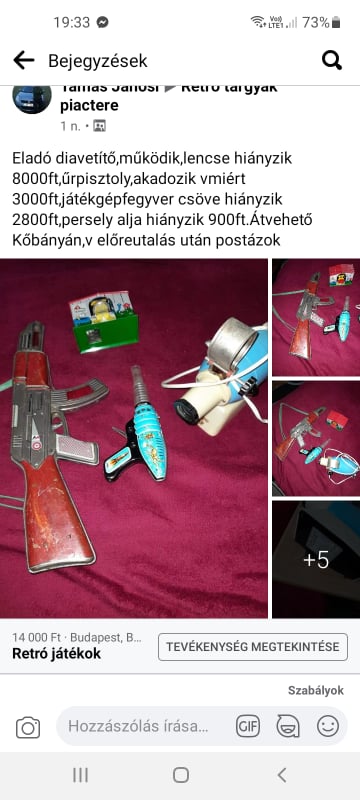 19:33
Vo))
LTE1
73%
Bejegyzések
Tamás Jánosi ▶ Retro tárgyak
piactere
1 n. •
Eladó diavetítő,működik,lencse hiányzik
8000ft,űrpisztoly,akadozik vmiért
3000ft,játékgépfegyver csöve hiányzik
2800ft,persely alja hiányzik 900ft.Átvehető
Kőbányán,v előreutalás után postázok
+5
14 000 Ft · Budapest, B...
Retró játékok
TEVÉKENYSÉG MEGTEKINTÉSE
Szabályok
Hozzászólás írása...
GIF